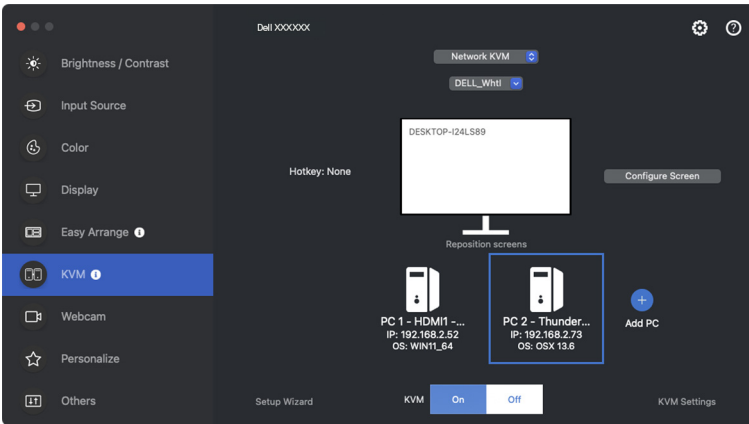 Dell XXXXXX
Brightness / Contrast
Input Source
Color
Display
Easy Arrange
KVM
Webcam
Personalize
Others
Network KVM
DELL_Whtl
DESKTOP-I24LS89
Hotkey: None
Configure Screen
Reposition screens
PC 1 - HDMI1 -...
IP: 192.168.2.52
OS: WIN11_64
PC 2 - Thunder...
IP: 192.168.2.73
OS: OSX 13.6
Add PC
Setup Wizard
KVM
On
Off
KVM Settings